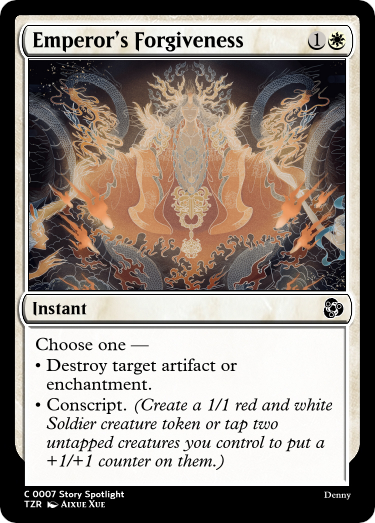 Emperor's Forgiveness 1
Instant
Choose one —
• Destroy target artifact or
enchantment.
• Conscript. (Create a 1/1 red and white
Soldier creature token or tap two
untapped creatures you control to put a
+1/+1 counter on them.)
C 0007 Story Spotlight Denny
TZR Aixue Xue